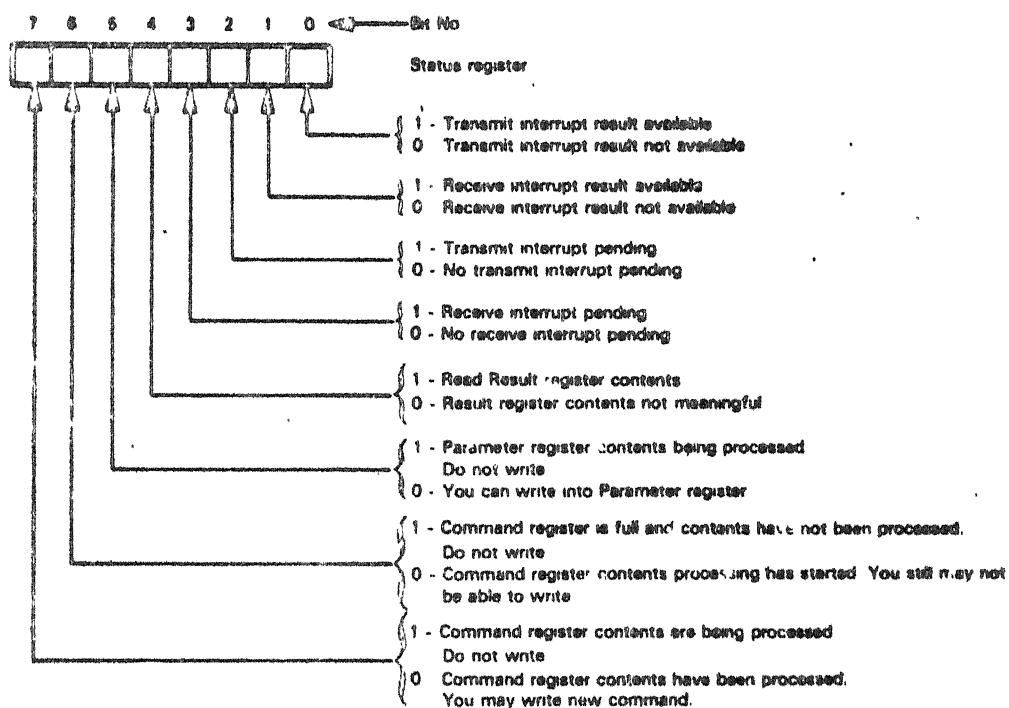 7 6 5 4 3 2 1 0 Bit No
Status register
1 - Transmit interrupt result available
0 Transmit interrupt result not available
1 - Receive interrupt result available
0 Receive interrupt result not available
1 - Transmit interrupt pending
0 - No transmit interrupt pending
1 - Receive interrupt pending
0 - No receive interrupt pending
1 - Read Result register contents
0 - Result register contents not meaningful
1 - Parameter register contents being processed
Do not write
0 - You can write into Parameter register
1 - Command register is full and contents have not been processed.
Do not write
0 - Command register contents processing has started You still may not
be able to write
1 - Command register contents are being processed
Do not write
0 Command register contents have been processed.
You may write new command.